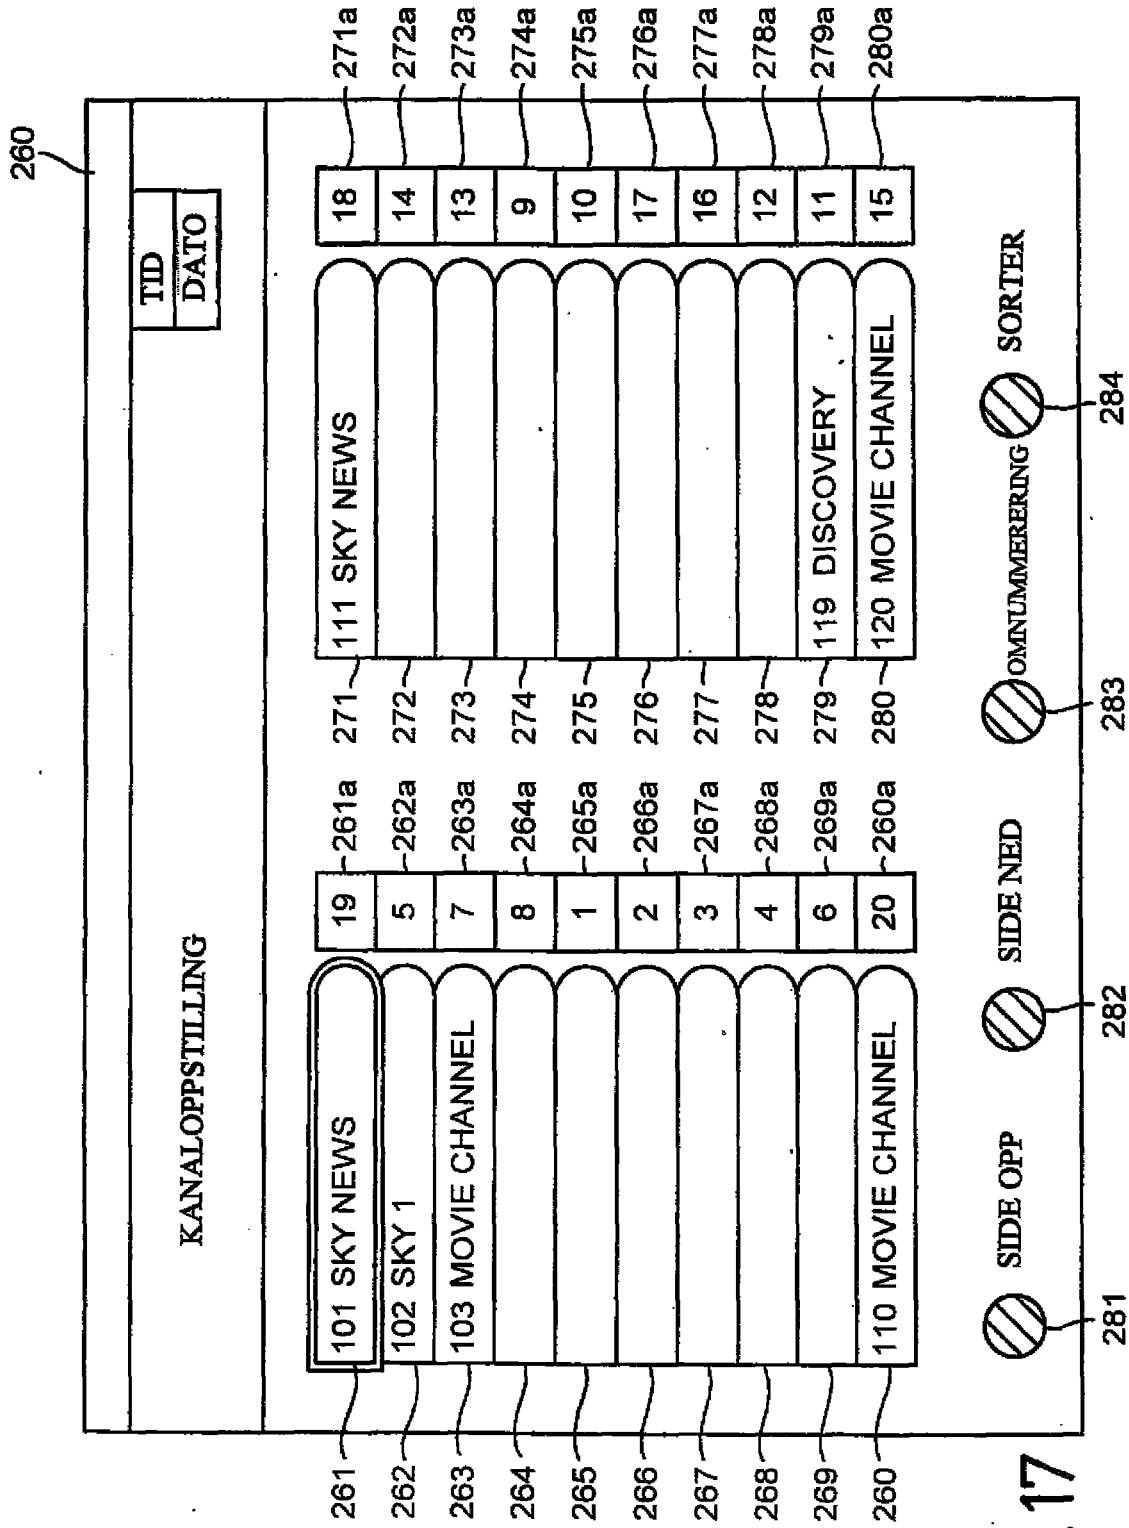 260
TID
DATO
KANALOPPSTILLING
261 101 SKY NEWS 19 261a 271 111 SKY NEWS 18 271a
262 102 SKY 1 5 262a 272 14 272a
263 103 MOVIE CHANNEL 7 263a 273 13 273a
264 8 264a 274 9 274a
265 1 265a 275 10 275a
266 2 266a 276 17 276a
267 3 267a 277 16 277a
268 4 268a 278 12 278a
269 6 269a 279 119 DISCOVERY 11 279a
260 110 MOVIE CHANNEL 20 260a 280 120 MOVIE CHANNEL 15 280a
SIDE OPP SIDE NED OMNUMMERERING SORTER
281 282 283 284
17